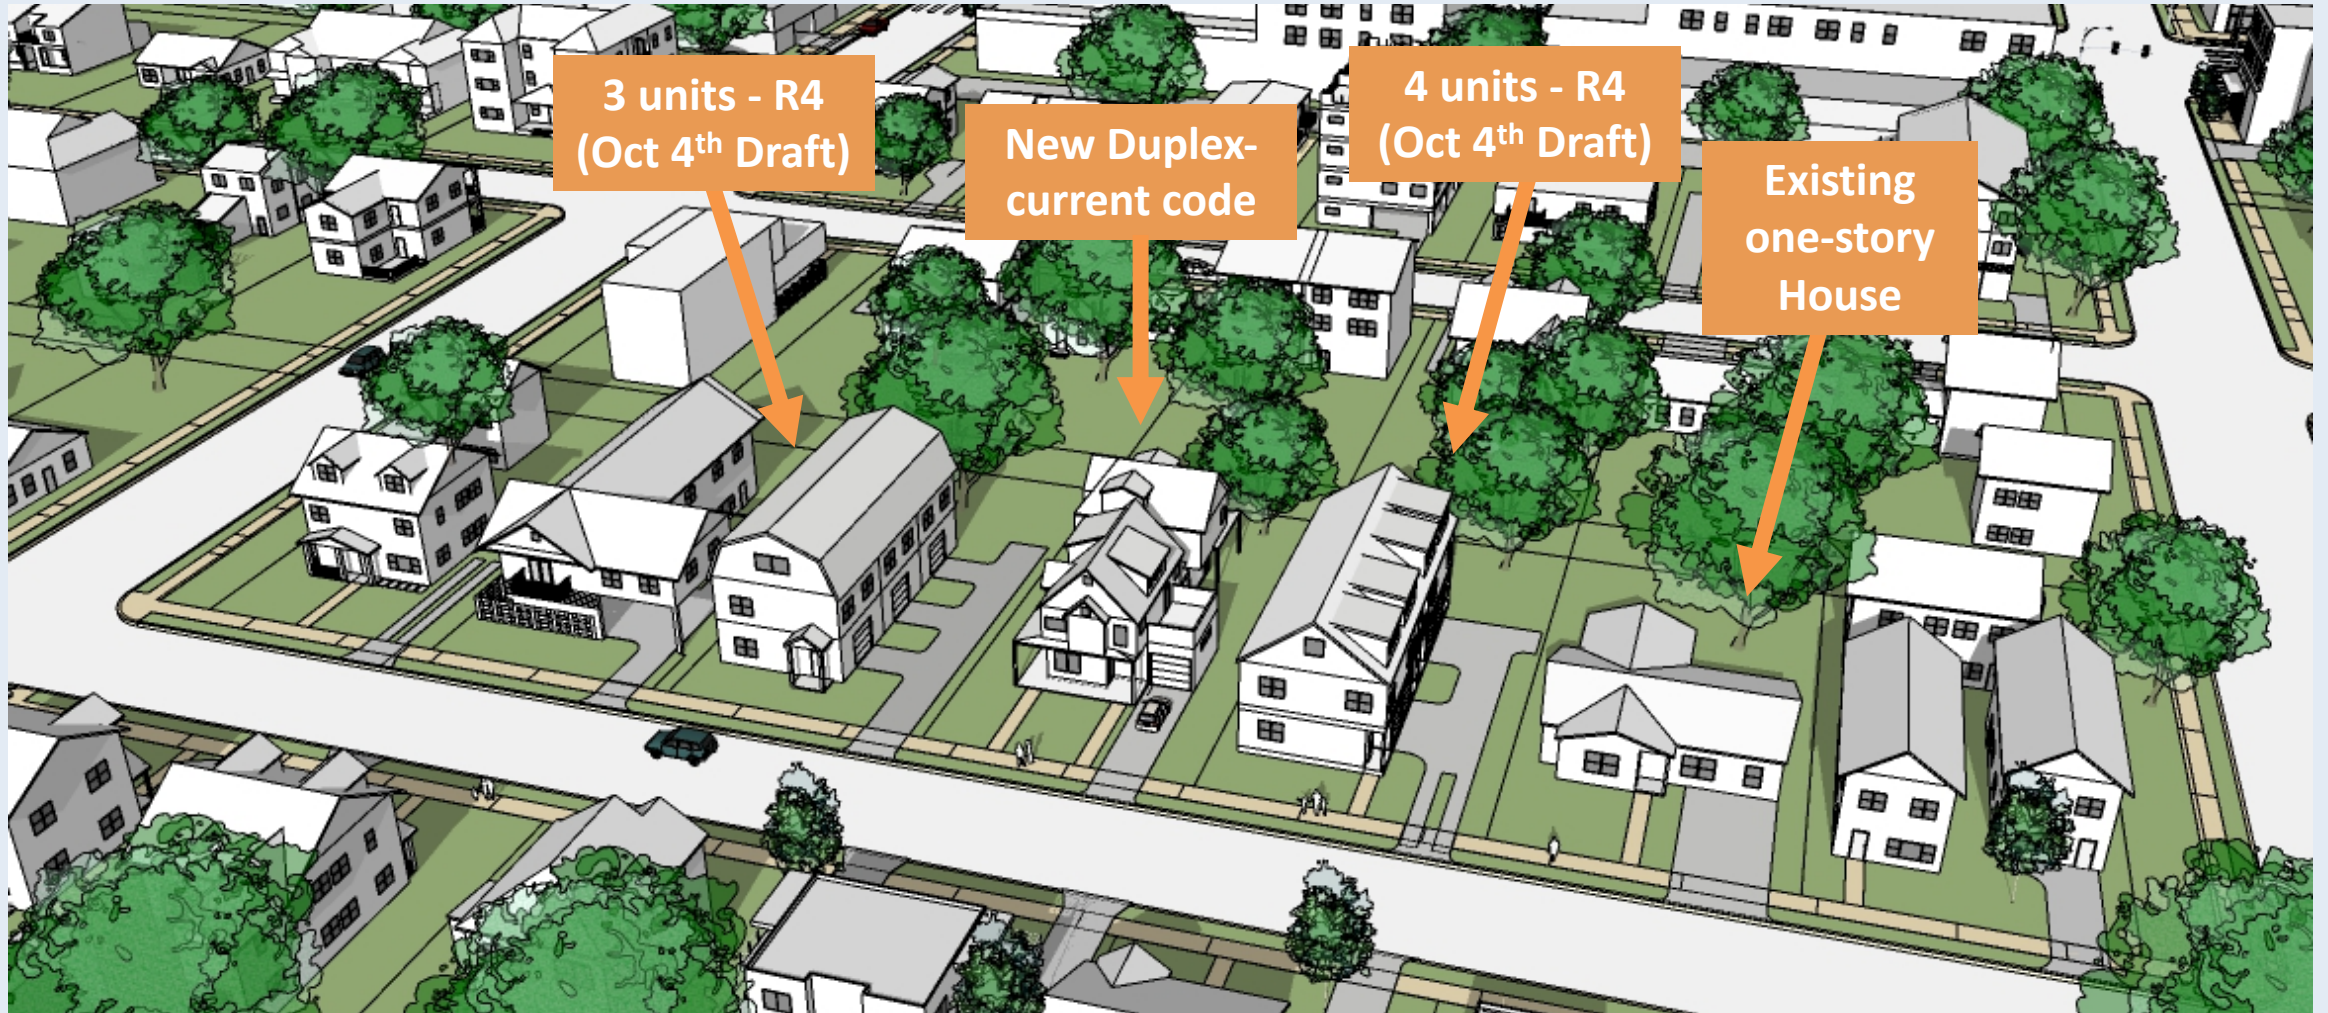 3 units - R4
(Oct 4th Draft)
New Duplex-
current code
4 units - R4
(Oct 4th Draft)
Existing
one-story
House